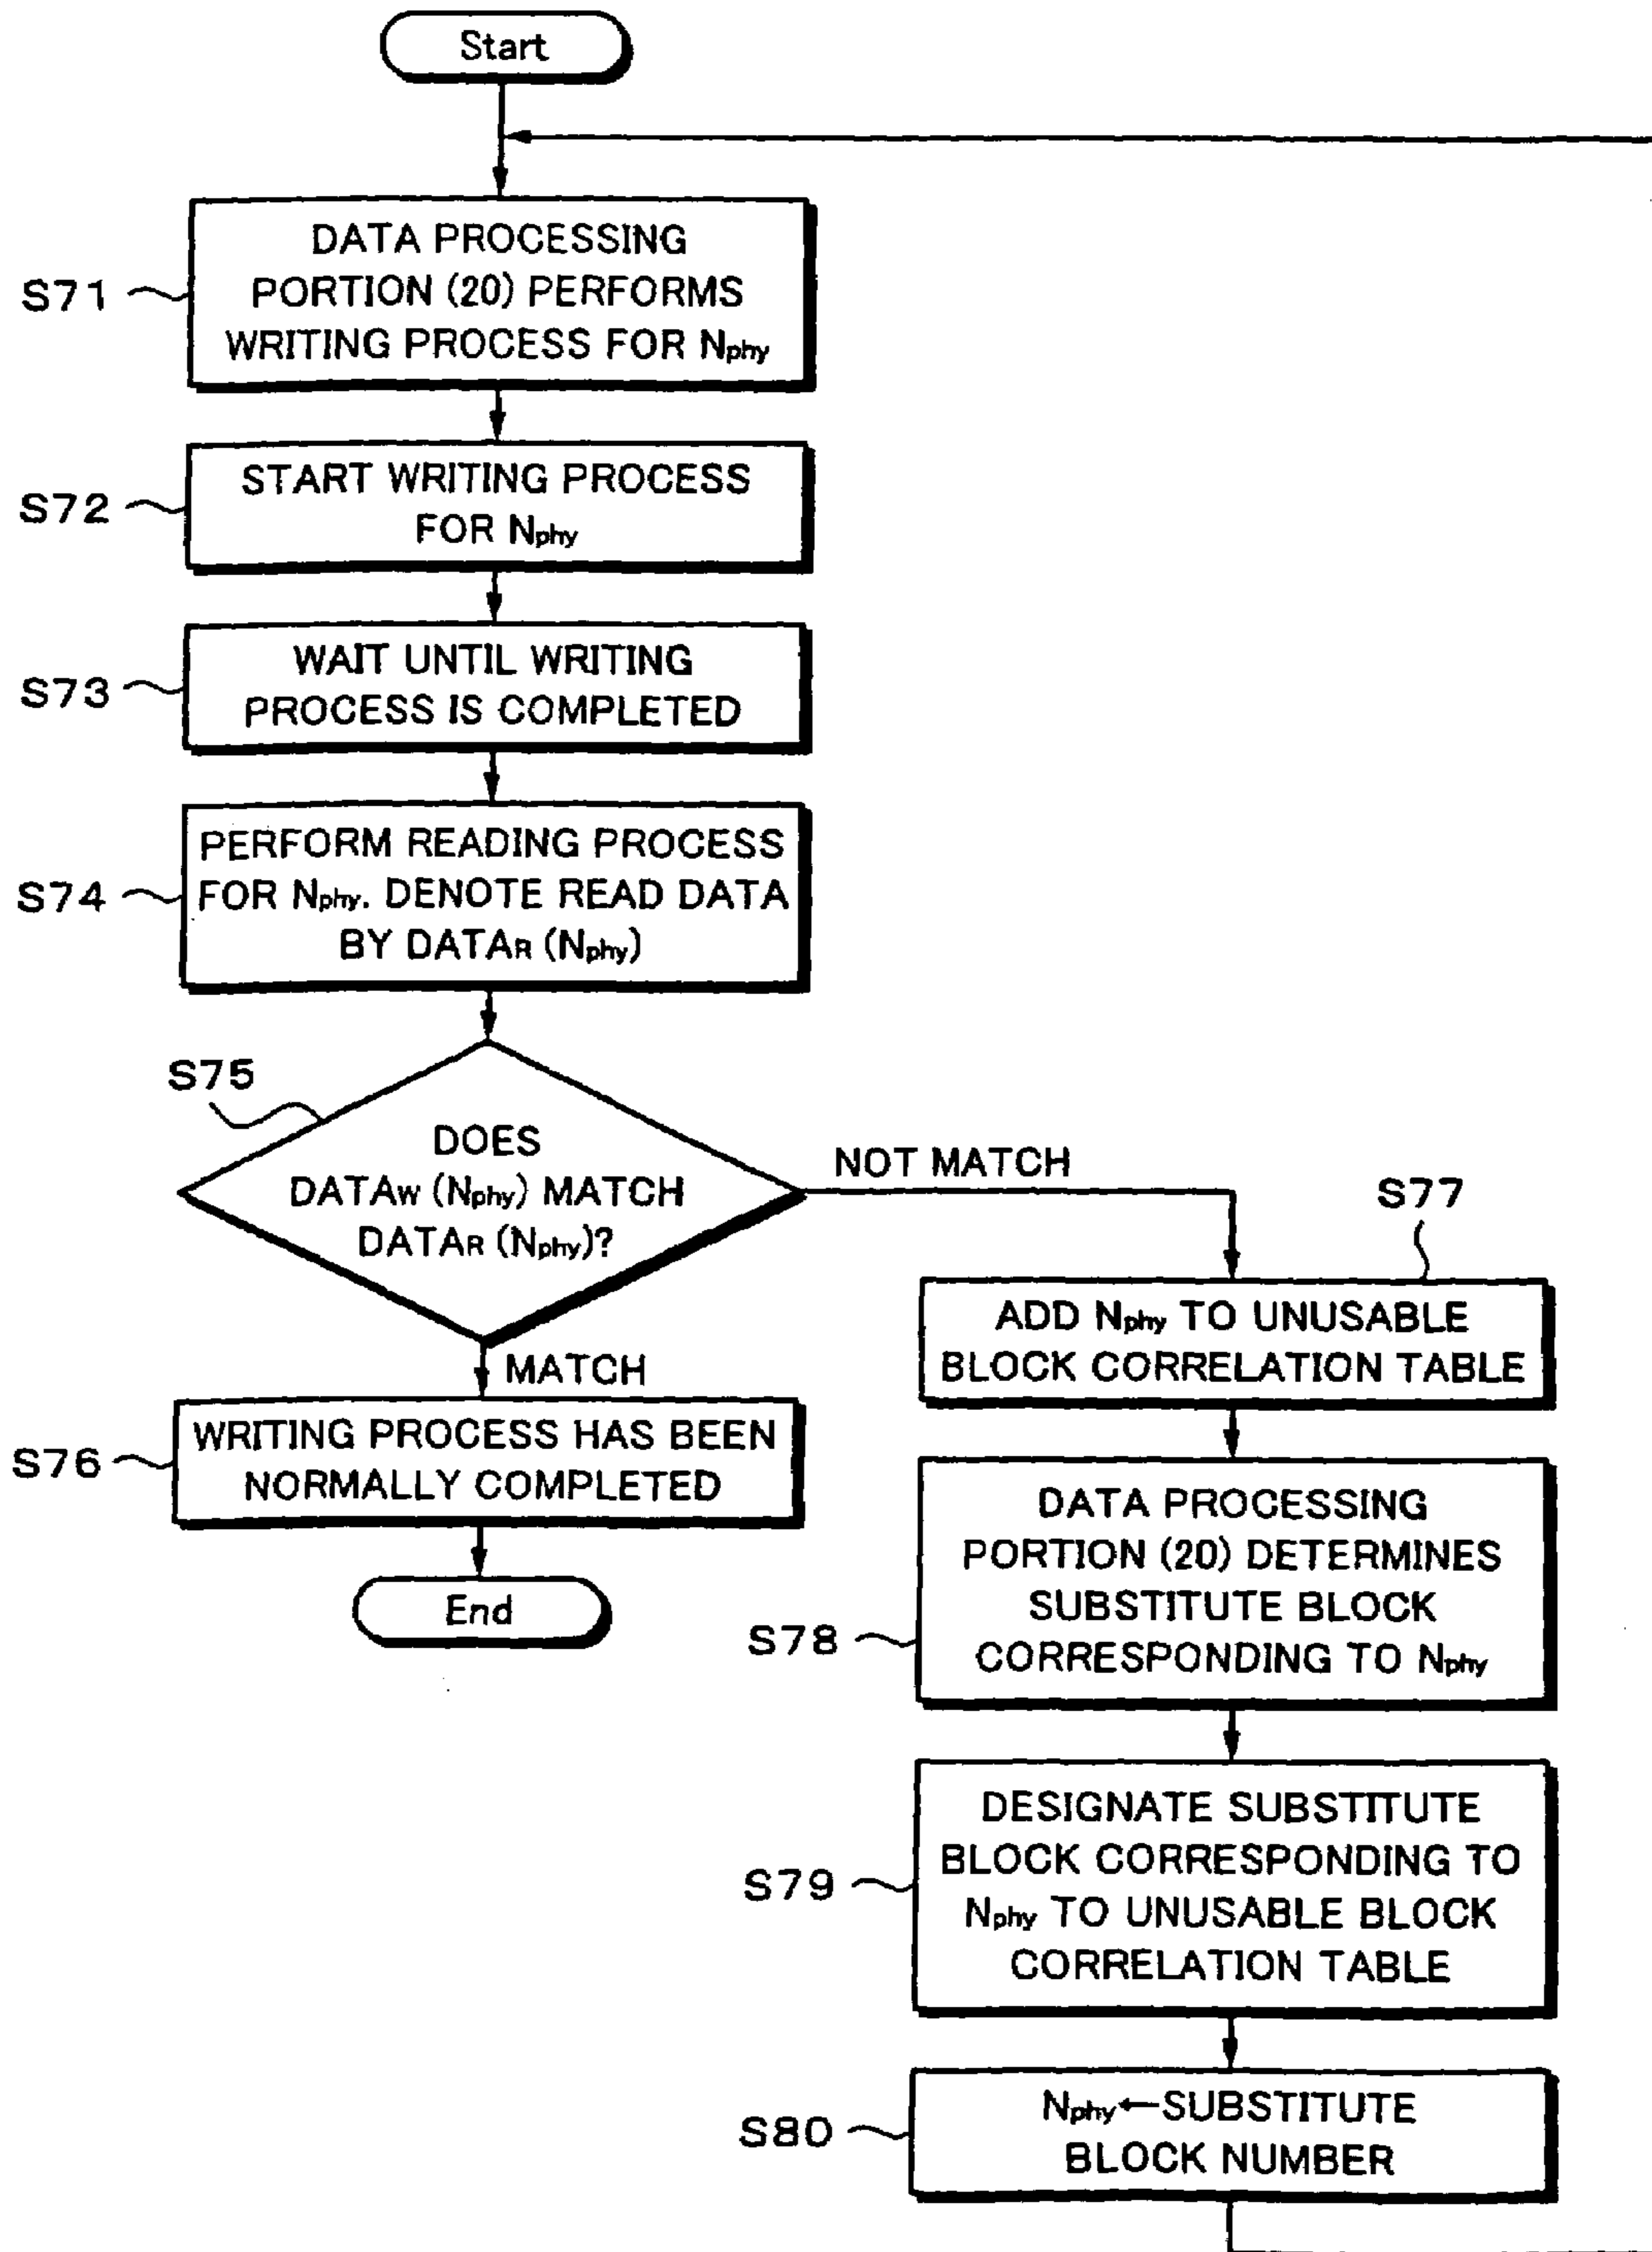 Start
S71
DATA PROCESSING
PORTION (20) PERFORMS
WRITING PROCESS FOR Nphy
S72
START WRITING PROCESS
FOR Nphy
S73
WAIT UNTIL WRITING
PROCESS IS COMPLETED
S74
PERFORM READING PROCESS
FOR Nphy. DENOTE READ DATA
BY DATAR (Nphy)
S75
DOES
DATAW (Nphy) MATCH
DATAR (Nphy)?
NOT MATCH
MATCH
S76
WRITING PROCESS HAS BEEN
NORMALLY COMPLETED
End
S77
ADD Nphy TO UNUSABLE
BLOCK CORRELATION TABLE
S78
DATA PROCESSING
PORTION (20) DETERMINES
SUBSTITUTE BLOCK
CORRESPONDING TO Nphy
S79
DESIGNATE SUBSTITUTE
BLOCK CORRESPONDING TO
Nphy TO UNUSABLE BLOCK
CORRELATION TABLE
S80
Nphy←SUBSTITUTE
BLOCK NUMBER